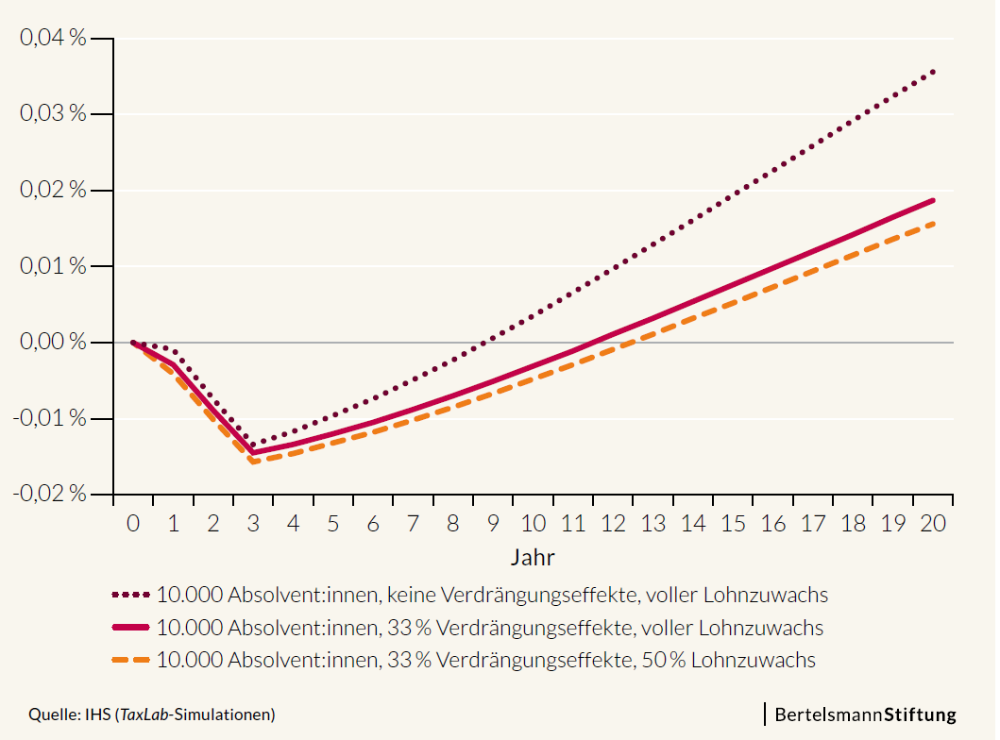 0,04 %
0,03 %
0,02 %
0,01 %
0,00 %
-0,01 %
-0,02 %
0 1 2 3 4 5 6 7 8 9 10 11 12 13 14 15 16 17 18 19 20
Jahr
10.000 Absolvent:innen, keine Verdrängungseffekte, voller Lohnzuwachs
10.000 Absolvent:innen, 33 % Verdrängungseffekte, voller Lohnzuwachs
10.000 Absolvent:innen, 33 % Verdrängungseffekte, 50 % Lohnzuwachs
Quelle: IHS (TaxLab-Simulationen)
BertelsmannStiftung